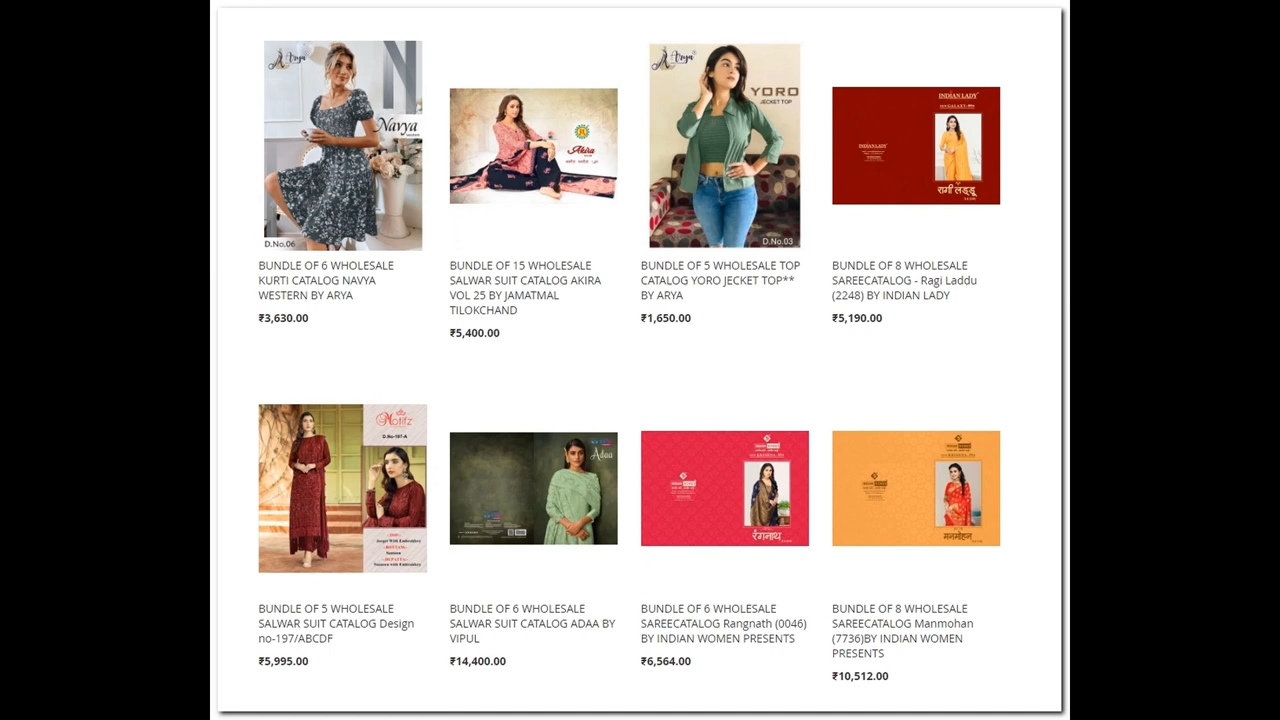 Arya
Navya
D.No.06
Akira
Arya
YORO
JECKET TOP
D.No.03
INDIAN LADY
INDIAN LADY
रागी लड्डू
BUNDLE OF 6 WHOLESALE
KURTI CATALOG NAVYA
WESTERN BY ARYA
₹3,630.00
BUNDLE OF 15 WHOLESALE
SALWAR SUIT CATALOG AKIRA
VOL 25 BY JAMATMAL
TILOKCHAND
₹5,400.00
BUNDLE OF 5 WHOLESALE TOP
CATALOG YORO JECKET TOP**
BY ARYA
₹1,650.00
BUNDLE OF 8 WHOLESALE
SAREECATALOG - Ragi Laddu
(2248) BY INDIAN LADY
₹5,190.00
Motifz
D.No-197-A
Adaa
रंगनाथ
मनमोहन
BUNDLE OF 5 WHOLESALE
SALWAR SUIT CATALOG Design
no-197/ABCDF
₹5,995.00
BUNDLE OF 6 WHOLESALE
SALWAR SUIT CATALOG ADAA BY
VIPUL
₹14,400.00
BUNDLE OF 6 WHOLESALE
SAREECATALOG Rangnath (0046)
BY INDIAN WOMEN PRESENTS
₹6,564.00
BUNDLE OF 8 WHOLESALE
SAREECATALOG Manmohan
(7736)BY INDIAN WOMEN
PRESENTS
₹10,512.00